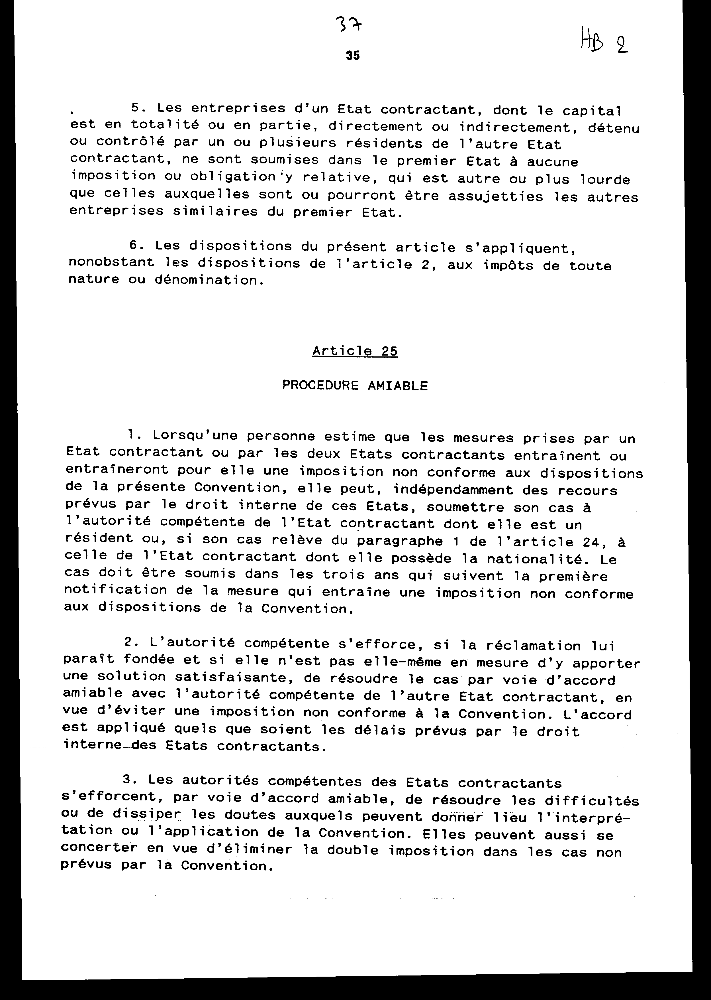 37
HB 2
35
5. Les entreprises d'un Etat contractant, dont le capital
est en totalité ou en partie, directement ou indirectement, détenu
ou contrôlé par un ou plusieurs résidents de l'autre Etat
contractant, ne sont soumises dans le premier Etat à aucune
imposition ou obligation y relative, qui est autre ou plus lourde
que celles auxquelles sont ou pourront être assujetties les autres
entreprises similaires du premier Etat.
6. Les dispositions du présent article s'appliquent,
nonobstant les dispositions de l'article 2, aux impôts de toute
nature ou dénomination.
Article 25
PROCEDURE AMIABLE
1. Lorsqu'une personne estime que les mesures prises par un
Etat contractant ou par les deux Etats contractants entraînent ou
entraîneront pour elle une imposition non conforme aux dispositions
de la présente Convention, elle peut, indépendamment des recours
prévus par le droit interne de ces Etats, soumettre son cas à
l'autorité compétente de l'Etat contractant dont elle est un
résident ou, si son cas relève du paragraphe 1 de l'article 24, à
celle de l'Etat contractant dont elle possède la nationalité. Le
cas doit être soumis dans les trois ans qui suivent la première
notification de la mesure qui entraîne une imposition non conforme
aux dispositions de la Convention.
2. L'autorité compétente s'efforce, si la réclamation lui
paraît fondée et si elle n'est pas elle-même en mesure d'y apporter
une solution satisfaisante, de résoudre le cas par voie d'accord
amiable avec l'autorité compétente de l'autre Etat contractant, en
vue d'éviter une imposition non conforme à la Convention. L'accord
est appliqué quels que soient les délais prévus par le droit
interne des Etats contractants.
3. Les autorités compétentes des Etats contractants
s'efforcent, par voie d'accord amiable, de résoudre les difficultés
ou de dissiper les doutes auxquels peuvent donner lieu l'interpré-
tation ou l'application de la Convention. Elles peuvent aussi se
concerter en vue d'éliminer la double imposition dans les cas non
prévus par la Convention.